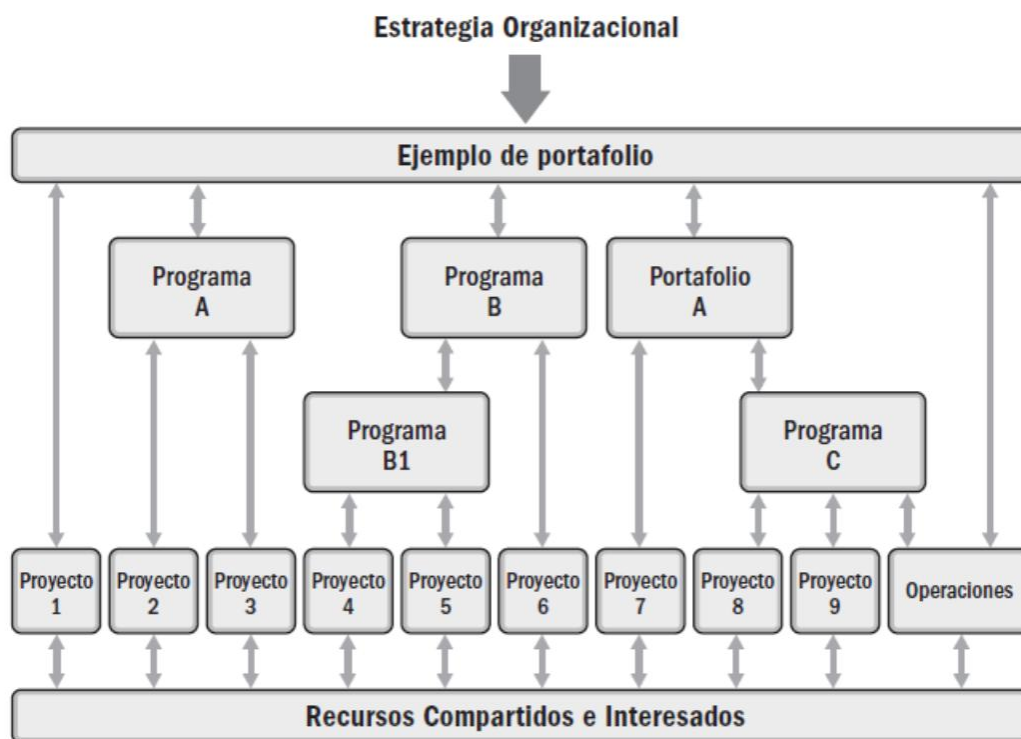 Estrategia Organizacional
Ejemplo de portafolio
Programa
A
Programa
B
Portafolio
A
Programa
B1
Programa
C
Proyecto
1
Proyecto
2
Proyecto
3
Proyecto
4
Proyecto
5
Proyecto
6
Proyecto
7
Proyecto
8
Proyecto
9
Operaciones
Recursos Compartidos e Interesados